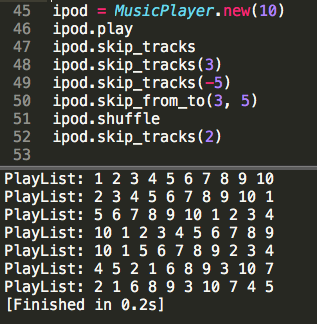 45 ipod = MusicPlayer.new(10)
46 ipod.play
47 ipod.skip_tracks
48 ipod.skip_tracks(3)
49 ipod.skip_tracks(-5)
50 ipod.skip_from_to(3, 5)
51 ipod.shuffle
52 ipod.skip_tracks(2)
53
PlayList: 1 2 3 4 5 6 7 8 9 10
PlayList: 2 3 4 5 6 7 8 9 10 1
PlayList: 5 6 7 8 9 10 1 2 3 4
PlayList: 10 1 2 3 4 5 6 7 8 9
PlayList: 10 1 5 6 7 8 9 2 3 4
PlayList: 4 5 2 1 6 8 9 3 10 7
PlayList: 2 1 6 8 9 3 10 7 4 5
[Finished in 0.2s]